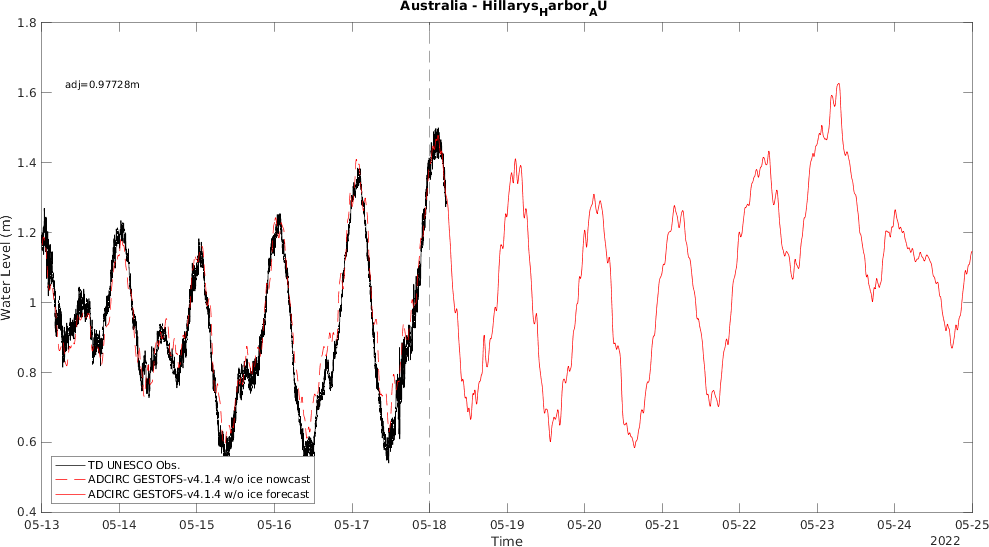 Australia - HillarysHarborAU
1.8
1.6
1.4
1.2
1
0.8
0.6
0.4
Water Level (m)
adj=0.97728m
TD UNESCO Obs.
ADCIRC GESTOFS-v4.1.4 w/o ice nowcast
ADCIRC GESTOFS-v4.1.4 w/o ice forecast
05-13 05-14 05-15 05-16 05-17 05-18 05-19 05-20 05-21 05-22 05-23 05-24 05-25
Time
2022